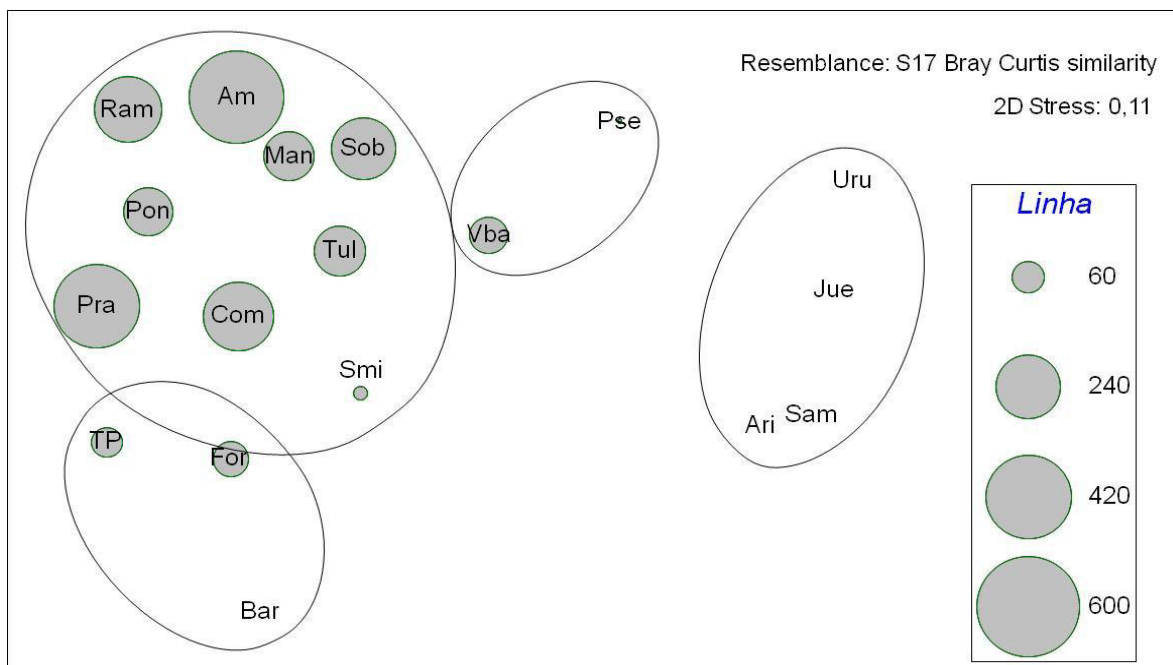 Resemblance: S17 Bray Curtis similarity
2D Stress: 0,11
Ram
Am
Man
Sob
Pse
Pon
Tul
Vba
Uru
Jue
Pra
Com
Smi
Ari
Sam
TP
For
Bar
Linha
60
240
420
600